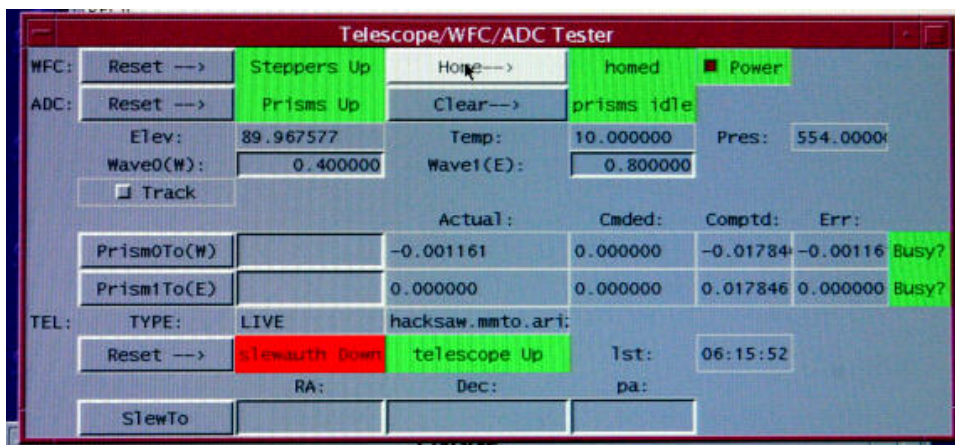 Telescope/WFC/ADC Tester
WFC: Reset --> Steppers Up Home--> homed Power
ADC: Reset --> Prisms Up Clear--> prisms idle
Elev: 89.967577 Temp: 10.000000 Pres: 554.0000
Wave0(W): 0.400000 Wave1(E): 0.800000
Track
Actual: Cmded: Comptd: Err:
Prism0To(W) -0.001161 0.000000 -0.01784 -0.00116 Busy?
Prism1To(E) 0.000000 0.000000 0.017846 0.000000 Busy?
TEL: TYPE: LIVE hacksaw.mmto.ari
Reset --> slewauth Down telescope Up lst: 06:15:52
RA: Dec: pa:
SlewTo